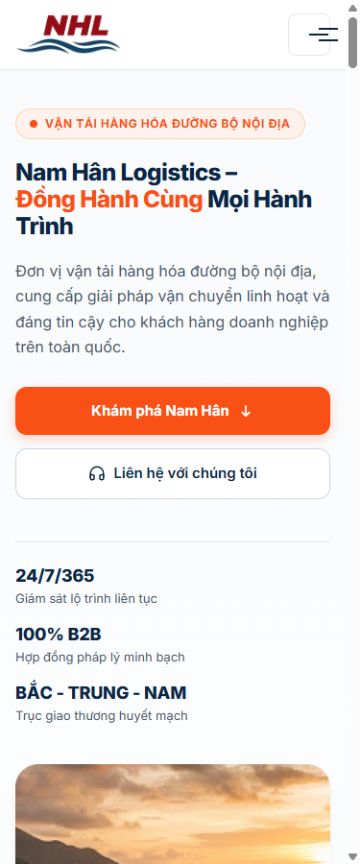 NHL
VẬN TẢI HÀNG HÓA ĐƯỜNG BỘ NỘI ĐỊA
Nam Hân Logistics –
Đồng Hành Cùng Mọi Hành
Trình
Đơn vị vận tải hàng hóa đường bộ nội địa,
cung cấp giải pháp vận chuyển linh hoạt và
đáng tin cậy cho khách hàng doanh nghiệp
trên toàn quốc.
Khám phá Nam Hân ↓
Liên hệ với chúng tôi
24/7/365
Giám sát lộ trình liên tục
100% B2B
Hợp đồng pháp lý minh bạch
BẮC - TRUNG - NAM
Trục giao thương huyết mạch